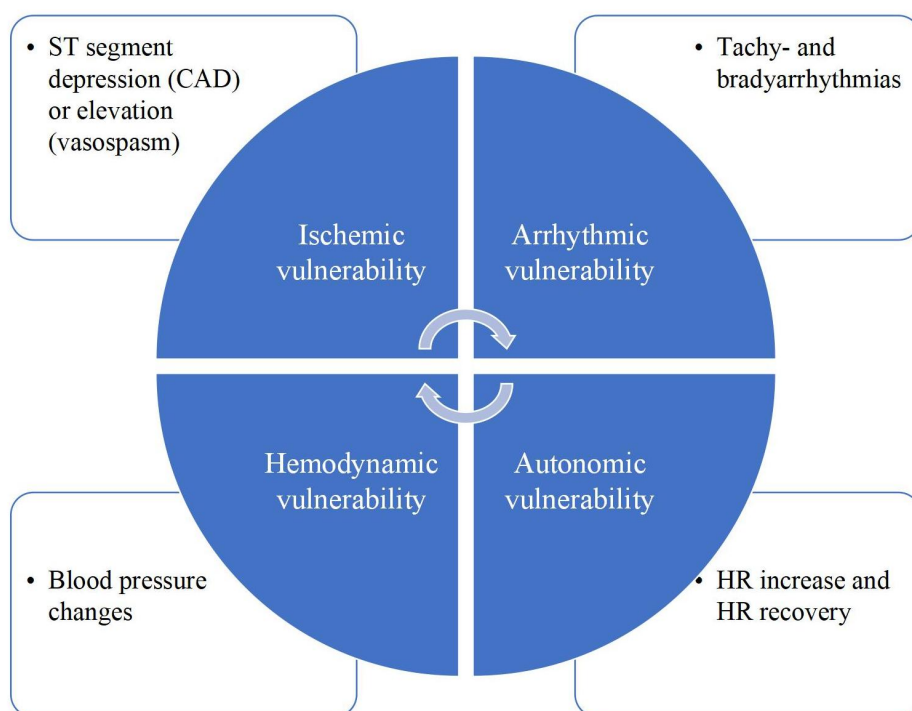 • ST segment
depression (CAD)
or elevation
(vasospasm)
• Tachy- and
bradyarrhythmias
Ischemic
vulnerability
Arrhythmic
vulnerability
Hemodynamic
vulnerability
Autonomic
vulnerability
• Blood pressure
changes
• HR increase and
HR recovery